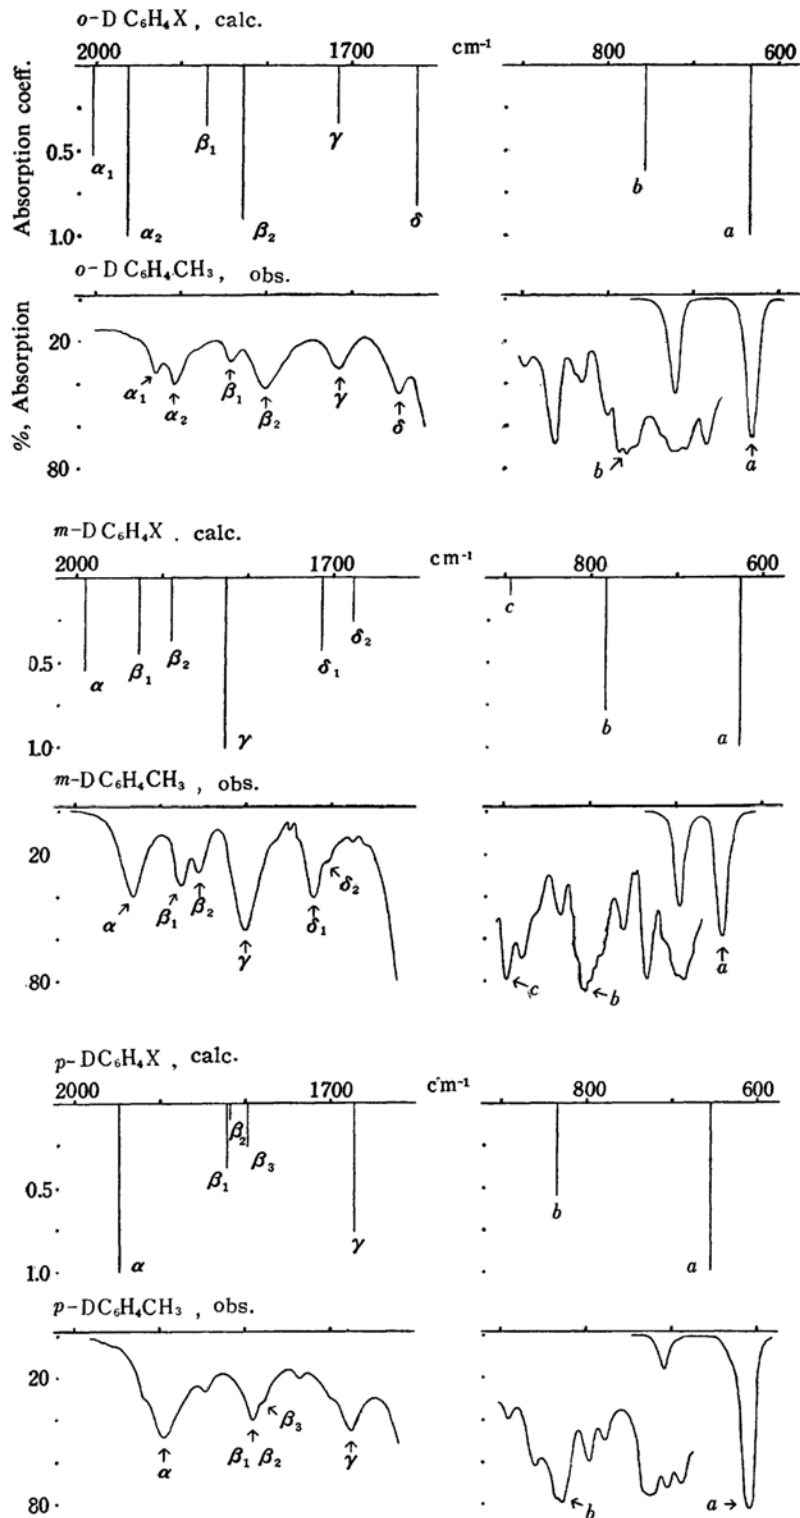 o-D C₆H₄X, calc.
2000 1700 cm⁻¹ 800 600
Absorption coeff.
0.5
1.0
α₁ α₂ β₁ β₂ γ δ
b a
o-D C₆H₄CH₃, obs.
%, Absorption
20
80
α₁ α₂ β₁ β₂ γ δ
b a
m-D C₆H₄X . calc.
2000 1700 cm⁻¹ 800 600
0.5
1.0
α β₁ β₂ γ δ₁ δ₂
c b a
m-D C₆H₄CH₃, obs.
20
80
α β₁ β₂ γ δ₁ δ₂
c b a
p-DC₆H₄X, calc.
2000 1700 cm⁻¹ 800 600
0.5
1.0
α β₁ β₂ β₃ γ
b a
p-DC₆H₄CH₃, obs.
20
80
α β₁ β₂ β₃ γ
b a